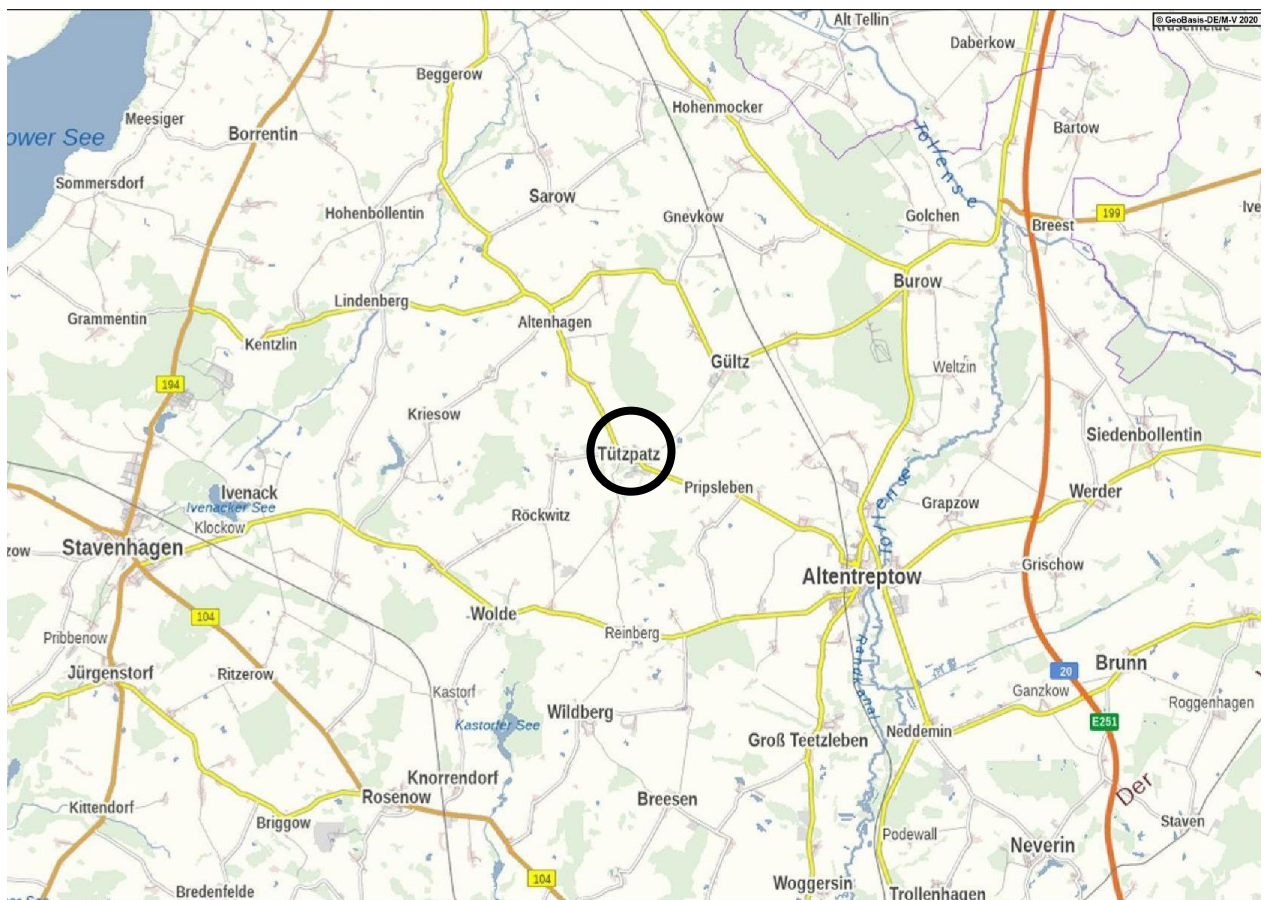 © GeoBasis-DE/M-V 2020
Alt Tellin
Daberkow
Beggerow
Meesiger
Borrentin
Hohenmocker
Bartow
ower See
Tollense
Sommersdorf
Sarow
Hohenbollentin
Gnevkow
Golchen
199
Ive
Breest
Burow
Lindenberg
Grammentin
Altenhagen
Kentzlin
Gültz
Weltzin
194
Kriesow
Siedenbollentin
Tützpatz
Pripsleben
Werder
Ivenack
Ivenacker See
Grapzow
Tollense
Röckwitz
Klockow
zow
Stavenhagen
Grischow
Altentreptow
Wolde
104
Reinberg
Pribbenow
Randkanal
Brunn
20
Jürgenstorf
Ritzerow
Ganzkow
Kastorf
Roggenhagen
Wildberg
Kastorfer See
E251
Neddemin
Groß Teetzleben
Knorrendorf
Der
Rosenow
Breesen
Kittendorf
Briggow
Staven
Podewall
Neverin
104
Woggersin
Bredenfelde
Trollenhagen